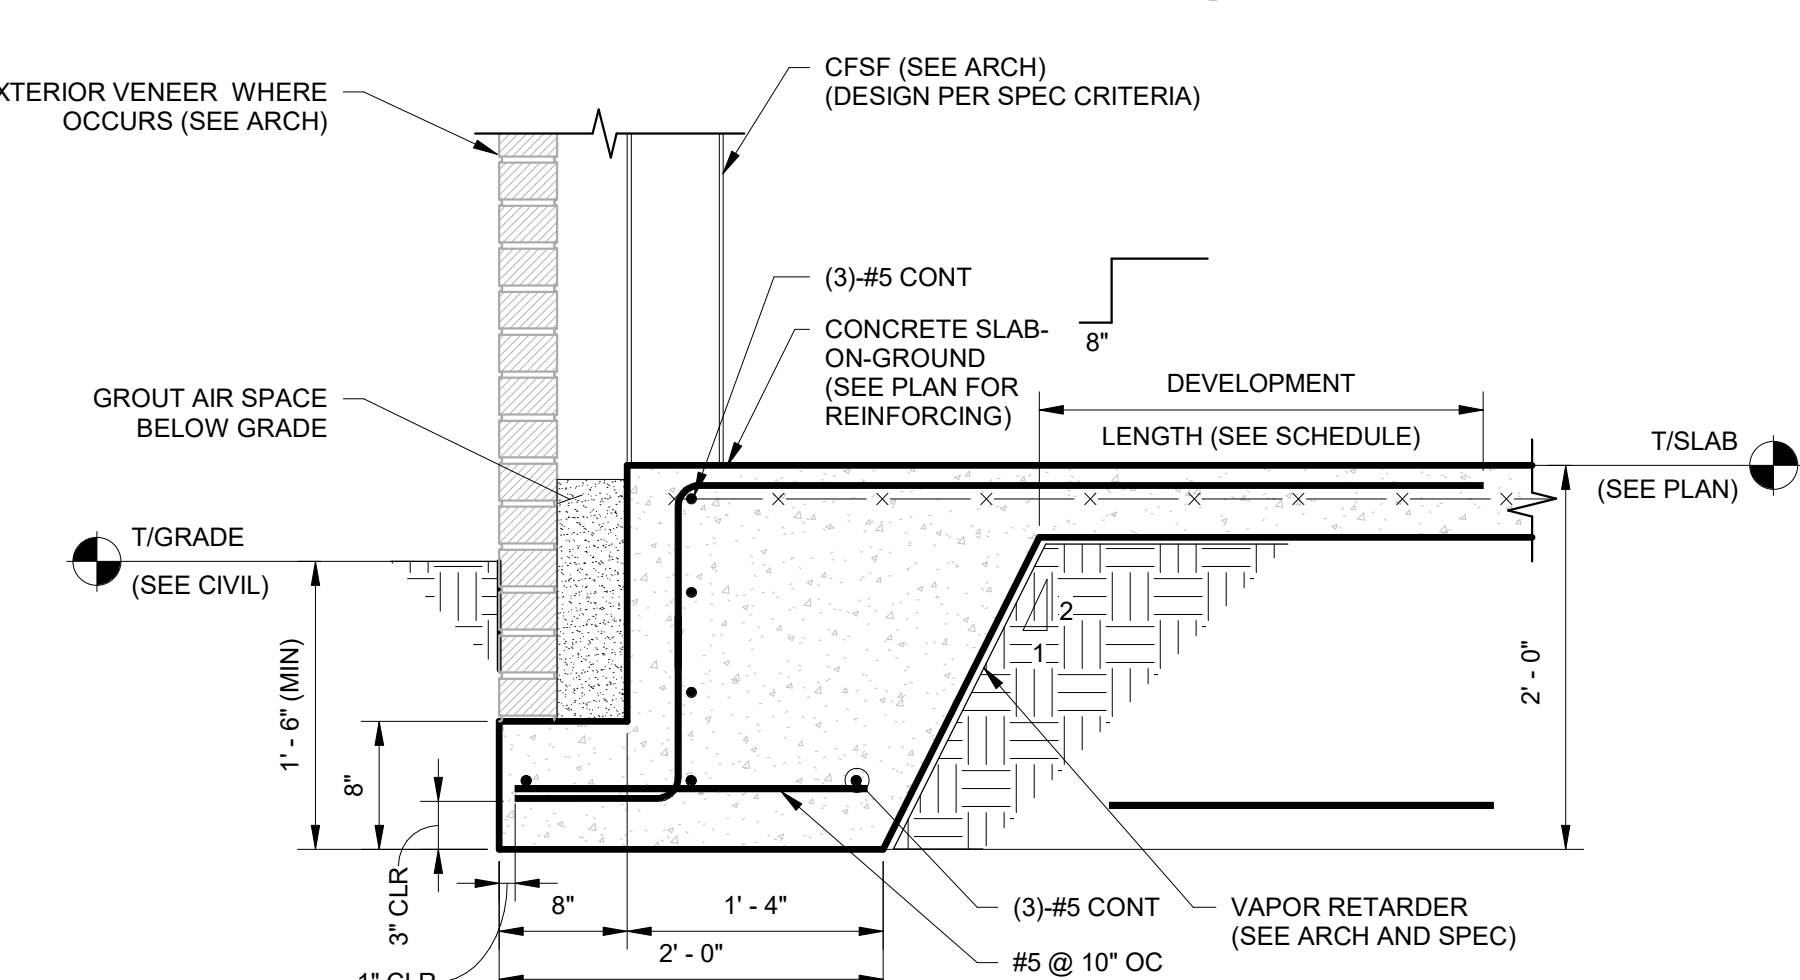 CFSF (SEE ARCH)
(DESIGN PER SPEC CRITERIA)
XTERIOR VENEER WHERE
OCCURS (SEE ARCH)
(3)-#5 CONT
CONCRETE SLAB-
ON-GROUND
(SEE PLAN FOR
REINFORCING)
8"
GROUT AIR SPACE
BELOW GRADE
DEVELOPMENT
LENGTH (SEE SCHEDULE)
T/SLAB
(SEE PLAN)
T/GRADE
(SEE CIVIL)
2
1
1' - 6" (MIN)
8"
2' - 0"
3" CLR
1" CLR
8"
1' - 4"
2' - 0"
(3)-#5 CONT
#5 @ 10" OC
VAPOR RETARDER
(SEE ARCH AND SPEC)